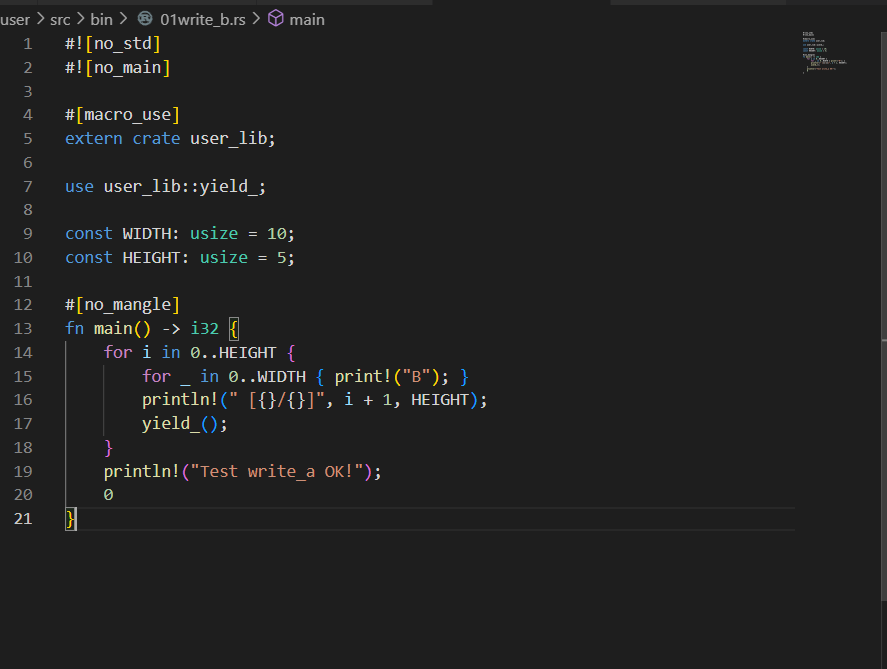 user > src > bin > 01write_b.rs > main
1 #![no_std]
2 #![no_main]
3
4 #[macro_use]
5 extern crate user_lib;
6
7 use user_lib::yield_;
8
9 const WIDTH: usize = 10;
10 const HEIGHT: usize = 5;
11
12 #[no_mangle]
13 fn main() -> i32 {
14     for i in 0..HEIGHT {
15         for _ in 0..WIDTH { print!("B"); }
16         println!(" [{}/{}]", i + 1, HEIGHT);
17         yield_();
18     }
19     println!("Test write_a OK!");
20     0
21 }